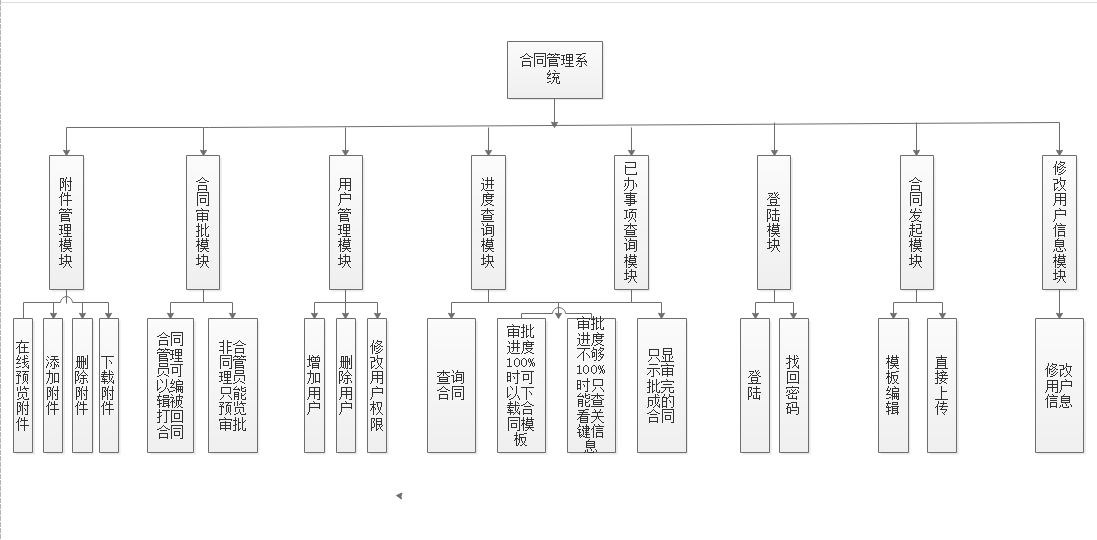 合同管理系
统
附件管理模块
合同审批模块
用户管理模块
进度查询模块
已办事项查询模块
登陆模块
合同发起模块
修改用户信息模块
在线预览附件
添加附件
删除附件
下载附件
合同
管理
员可
以编
辑被
打回
合同
非合
同管
理员
只能
预览
审批
增加用户
删除用户
修改用户权限
查询
合同
审批
进度
100%
时可
以下
载合
同模
板
审批
进度
不够
100%
时只
能查
看关
键信
息
只显
示审
批完
成的
合同
登陆
找回密码
模板编辑
直接上传
修改
用户
信息